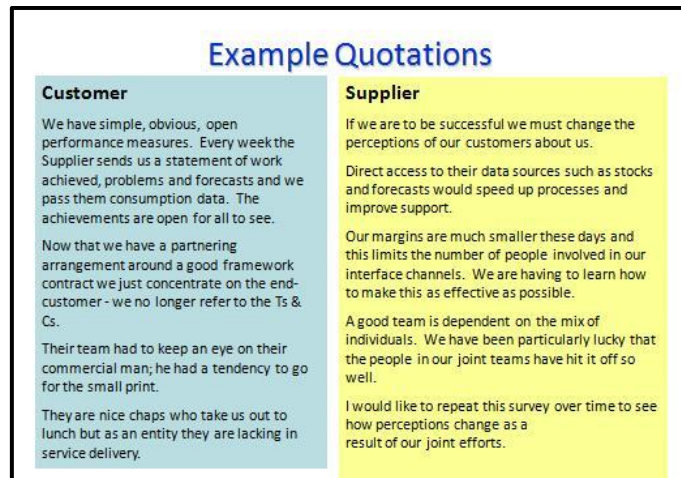 Example Quotations
Customer
We have simple, obvious, open
performance measures. Every week the
Supplier sends us a statement of work
achieved, problems and forecasts and we
pass them consumption data. The
achievements are open for all to see.
Now that we have a partnering
arrangement around a good framework
contract we just concentrate on the end-
customer - we no longer refer to the Ts &
Cs.
Their team had to keep an eye on their
commercial man; he had a tendency to go
for the small print.
They are nice chaps who take us out to
lunch but as an entity they are lacking in
service delivery.
Supplier
If we are to be successful we must change the
perceptions of our customers about us.
Direct access to their data sources such as stocks
and forecasts would speed up processes and
improve support.
Our margins are much smaller these days and
this limits the number of people involved in our
interface channels. We are having to learn how
to make this as effective as possible.
A good team is dependent on the mix of
individuals. We have been particularly lucky that
the people in our joint teams have hit it off so
well.
I would like to repeat this survey over time to see
how perceptions change as a
result of our joint efforts.